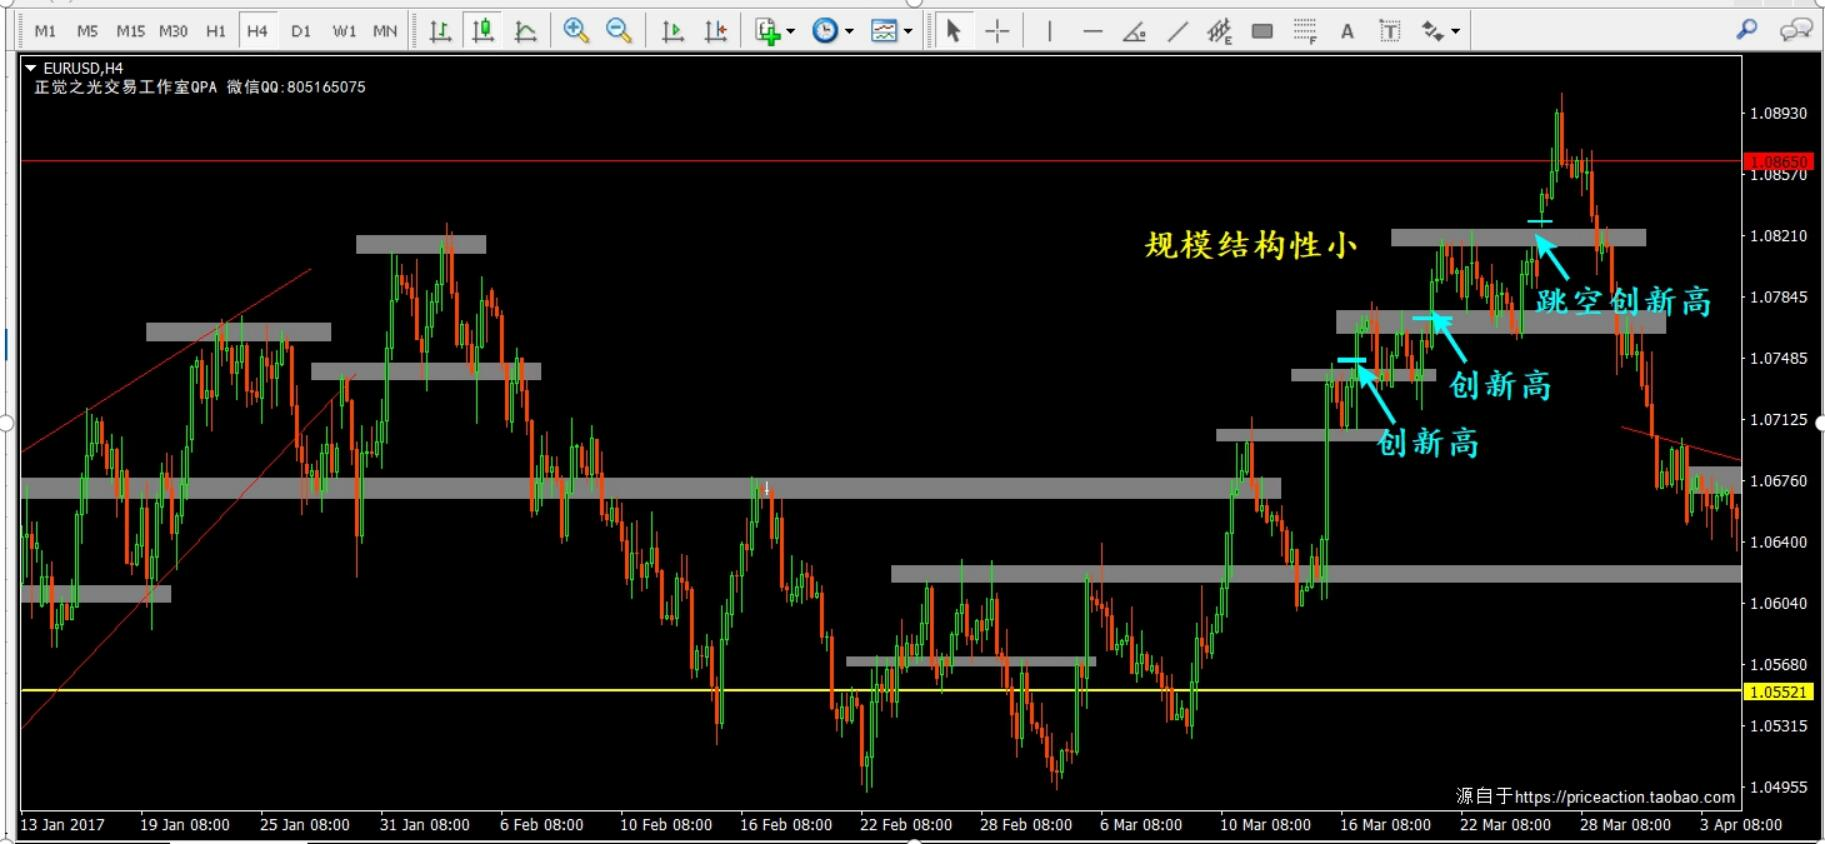 M1 M5 M15 M30 H1 H4 D1 W1 MN E F A T
EURUSD,H4
正觉之光交易工作室QPA 微信QQ:805165075
1.08930
1.08650
1.08570
规模结构性小
1.08210
跳空创新高
1.07845
1.07485
创新高
1.07125
创新高
1.06760
1.06400
1.06040
1.05680
1.05521
1.05315
1.04955
源自于https://priceaction.taobao.com
13 Jan 2017 19 Jan 08:00 25 Jan 08:00 31 Jan 08:00 6 Feb 08:00 10 Feb 08:00 16 Feb 08:00 22 Feb 08:00 28 Feb 08:00 6 Mar 08:00 10 Mar 08:00 16 Mar 08:00 22 Mar 08:00 28 Mar 08:00 3 Apr 08:00